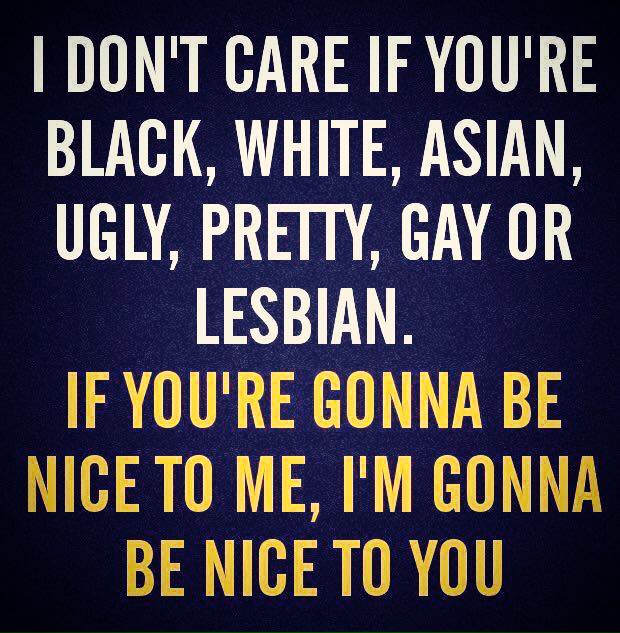 I DON'T CARE IF YOU'RE
BLACK, WHITE, ASIAN,
UGLY, PRETTY, GAY OR
LESBIAN.
IF YOU'RE GONNA BE
NICE TO ME, I'M GONNA
BE NICE TO YOU